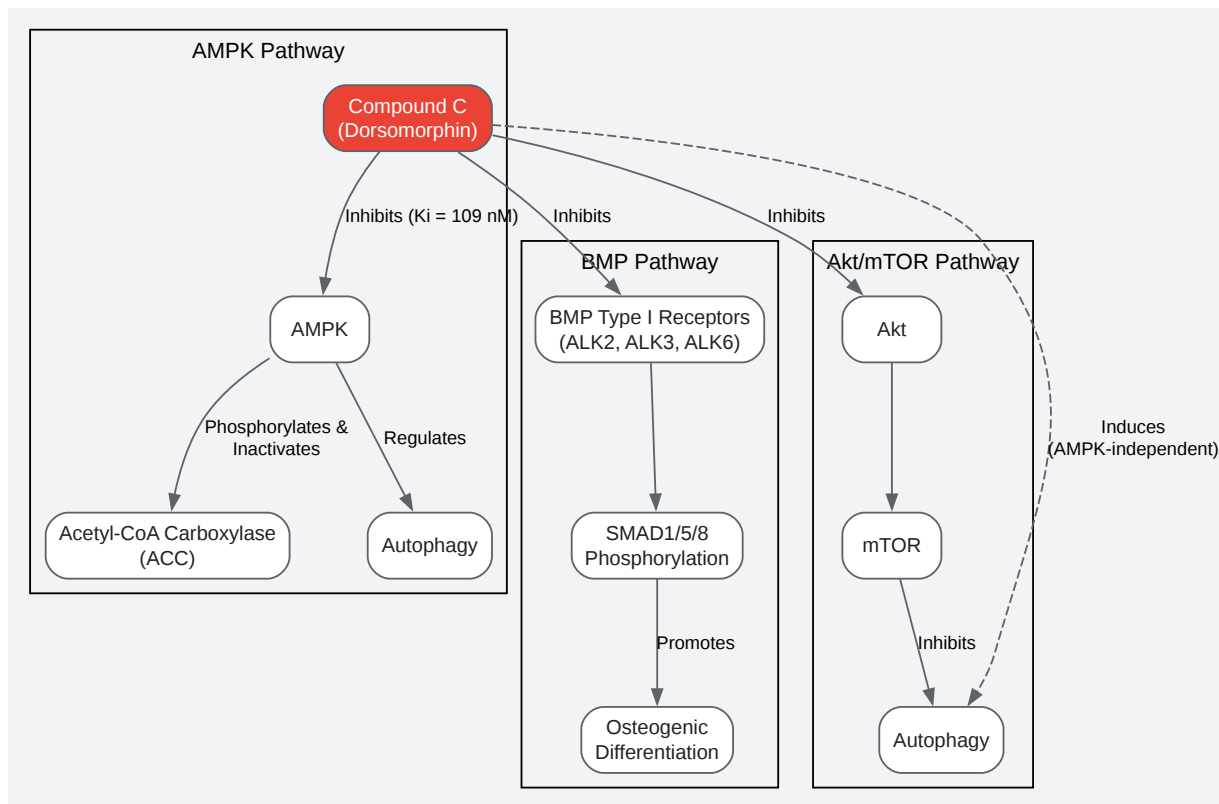 AMPK Pathway
Compound C
(Dorsomorphin)
Inhibits (Ki = 109 nM)
Inhibits
Inhibits
BMP Pathway
Akt/mTOR Pathway
AMPK
BMP Type I Receptors
(ALK2, ALK3, ALK6)
Akt
Phosphorylates &
Inactivates
Regulates
Induces
(AMPK-independent)
Acetyl-CoA Carboxylase
(ACC)
Autophagy
SMAD1/5/8
Phosphorylation
mTOR
Promotes
Inhibits
Osteogenic
Differentiation
Autophagy